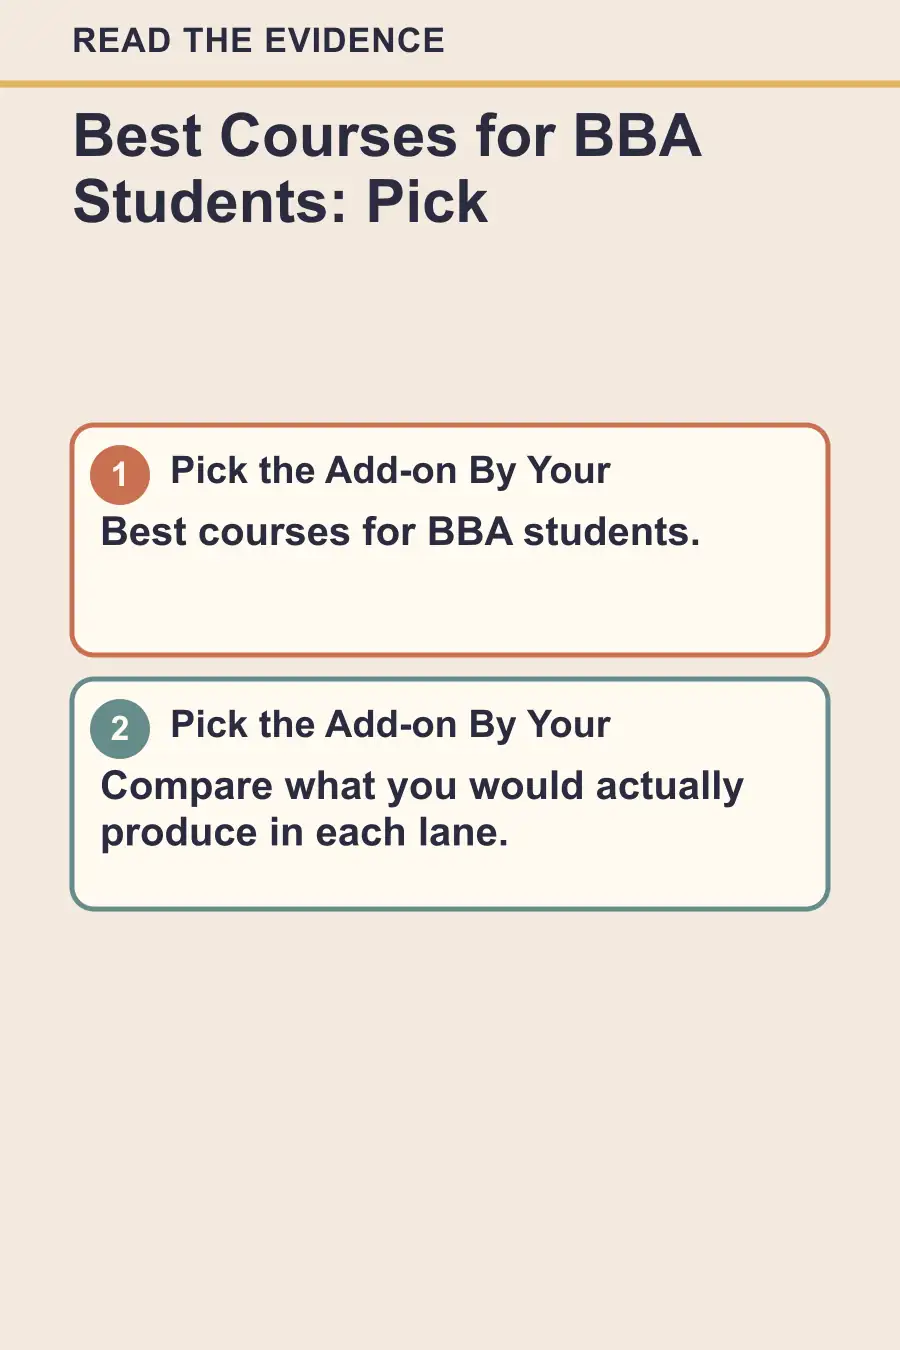 READ THE EVIDENCE
Best Courses for BBA
Students: Pick
1 Pick the Add-on By Your
Best courses for BBA students.
2 Pick the Add-on By Your
Compare what you would actually
produce in each lane.